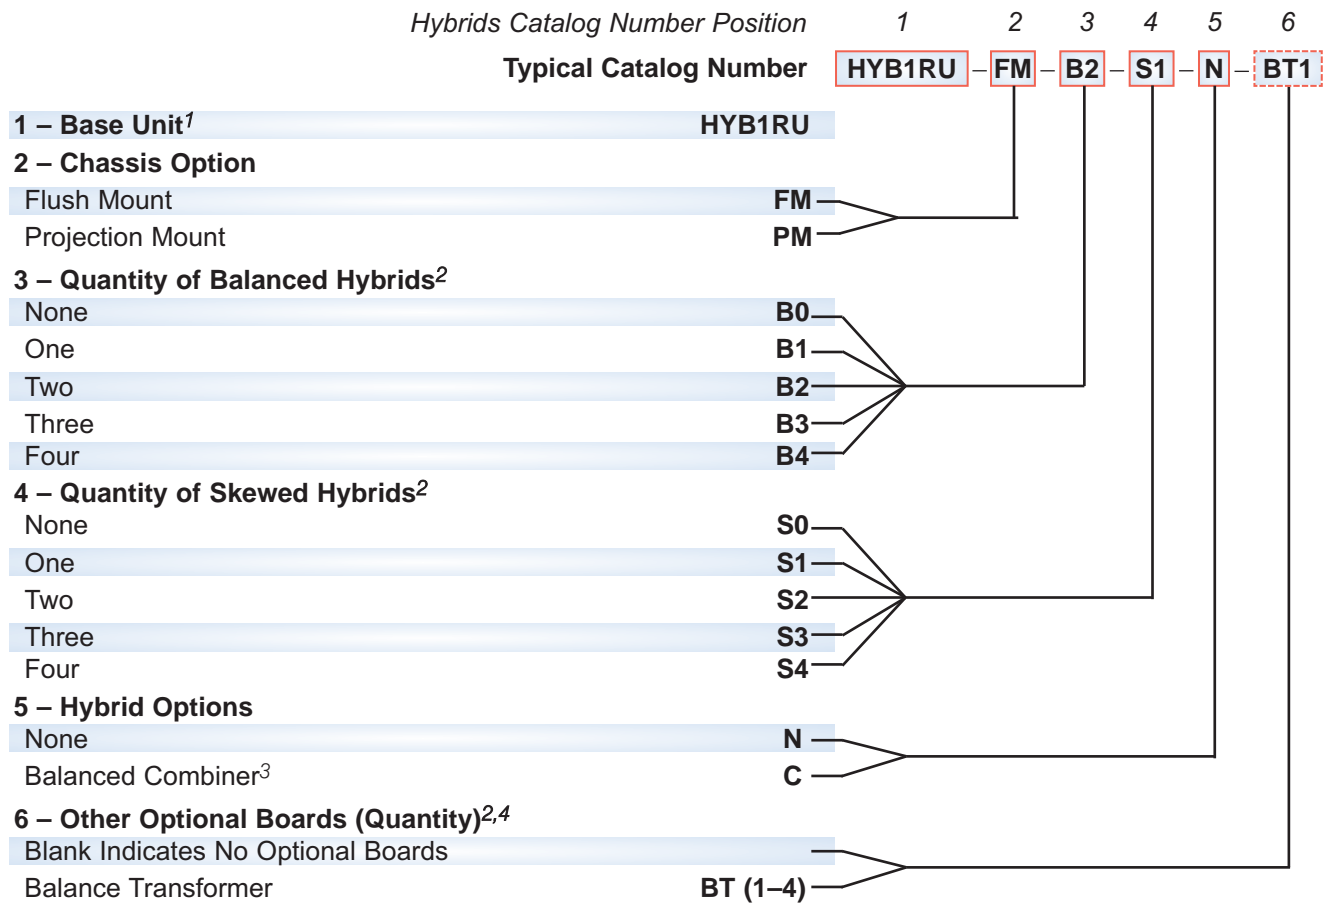 Hybrids Catalog Number Position 1 2 3 4 5 6
Typical Catalog Number HYB1RU – FM – B2 – S1 – N – BT1
1 – Base Unit1 HYB1RU
2 – Chassis Option
Flush Mount FM
Projection Mount PM
3 – Quantity of Balanced Hybrids2
None B0
One B1
Two B2
Three B3
Four B4
4 – Quantity of Skewed Hybrids2
None S0
One S1
Two S2
Three S3
Four S4
5 – Hybrid Options
None N
Balanced Combiner3 C
6 – Other Optional Boards (Quantity)2,4
Blank Indicates No Optional Boards
Balance Transformer BT (1–4)